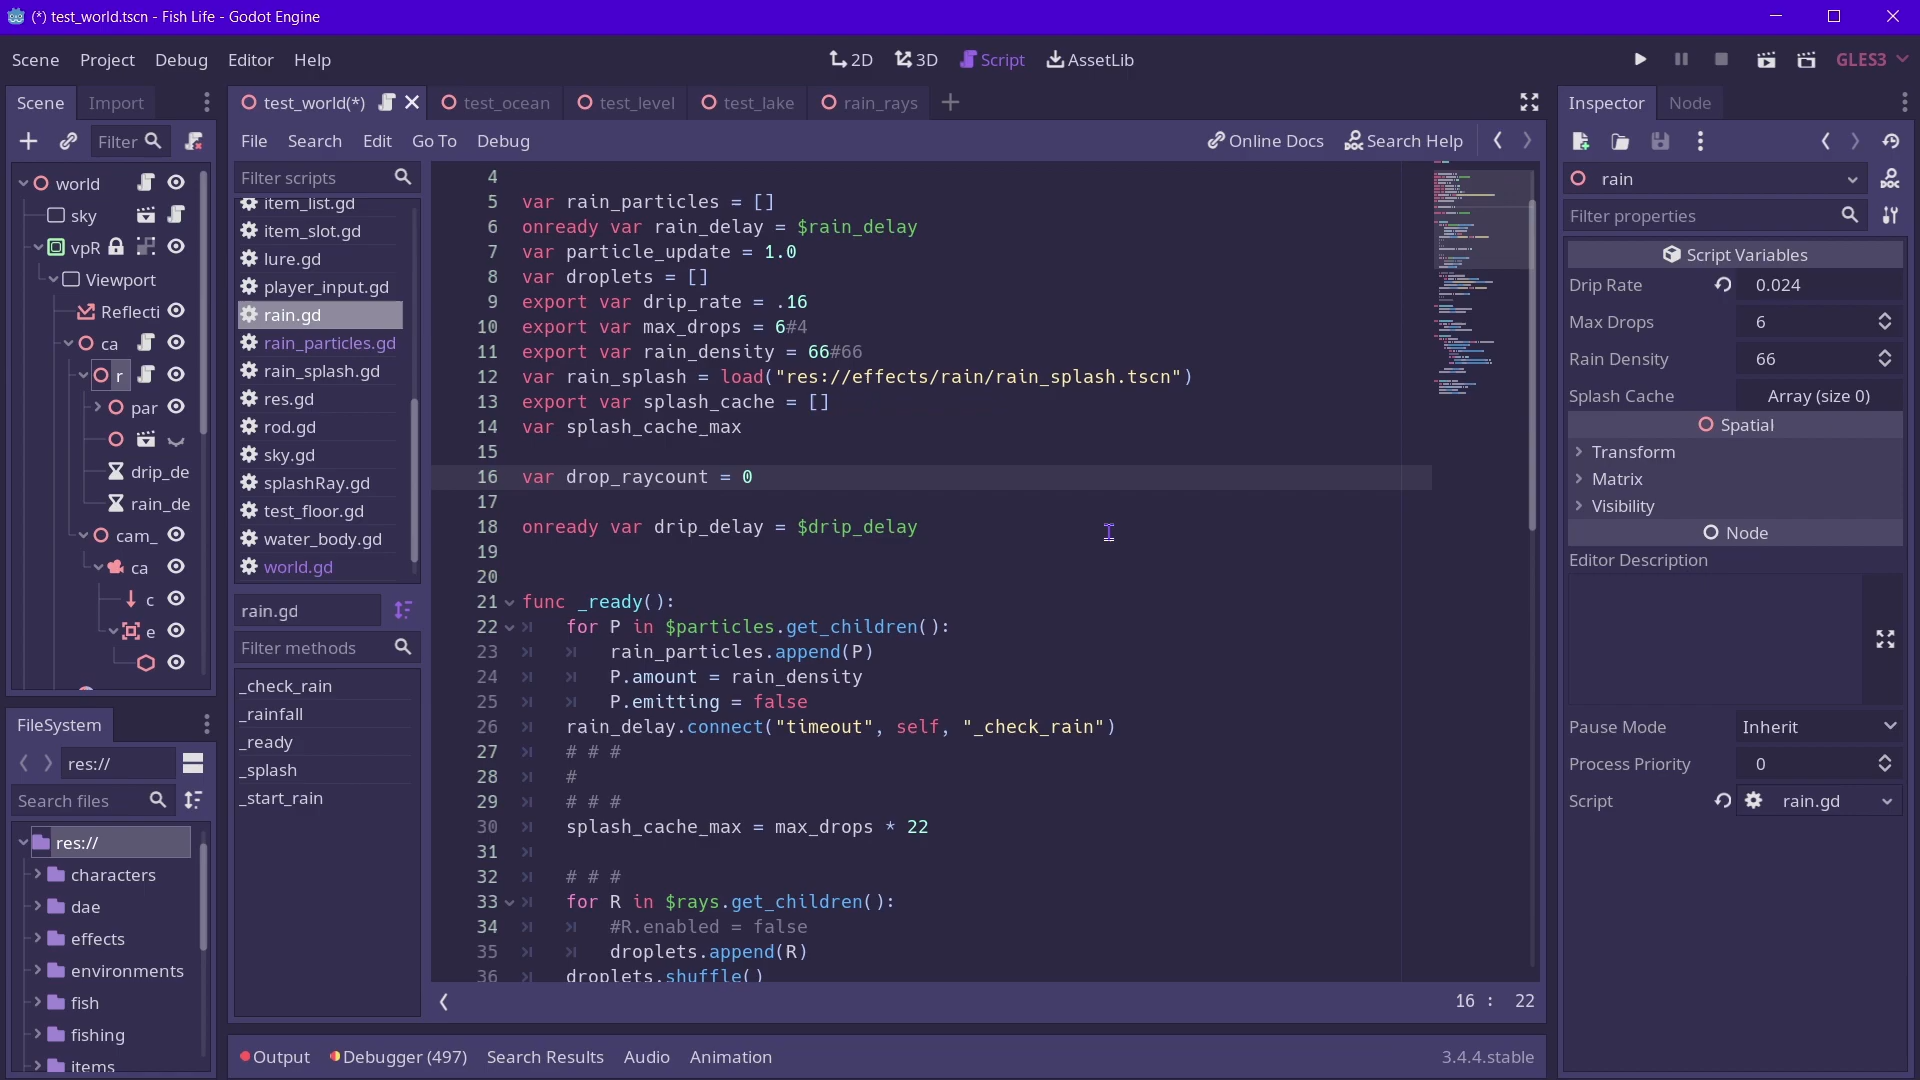 (*) test_world.tscn - Fish Life - Godot Engine
Scene Project Debug Editor Help
2D 3D Script AssetLib
GLES3
Scene Import
test_world(*) test_ocean test_level test_lake rain_rays
Inspector Node
Filter
File Search Edit Go To Debug
Online Docs Search Help
world
sky
vpR
Viewport
Reflecti
ca
r
par
drip_de
rain_de
cam_
ca
c
e
FileSystem
res://
Search files
res://
characters
dae
effects
environments
fish
fishing
items
Filter scripts
item_list.gd
item_slot.gd
lure.gd
player_input.gd
rain.gd
rain_particles.gd
rain_splash.gd
res.gd
rod.gd
sky.gd
splashRay.gd
test_floor.gd
water_body.gd
world.gd
rain.gd
Filter methods
_check_rain
_rainfall
_ready
_splash
_start_rain
4
5 var rain_particles = []
6 onready var rain_delay = $rain_delay
7 var particle_update = 1.0
8 var droplets = []
9 export var drip_rate = .16
10 export var max_drops = 6#4
11 export var rain_density = 66#66
12 var rain_splash = load("res://effects/rain/rain_splash.tscn")
13 export var splash_cache = []
14 var splash_cache_max
15
16 var drop_raycount = 0
17
18 onready var drip_delay = $drip_delay
19
20
21 func _ready():
22 for P in $particles.get_children():
23 rain_particles.append(P)
24 P.amount = rain_density
25 P.emitting = false
26 rain_delay.connect("timeout", self, "_check_rain")
27 # # #
28 #
29 # # #
30 splash_cache_max = max_drops * 22
31
32 # # #
33 for R in $rays.get_children():
34 #R.enabled = false
35 droplets.append(R)
36 droplets.shuffle()
16 : 22
Output Debugger (497) Search Results Audio Animation
3.4.4.stable
rain
Filter properties
Script Variables
Drip Rate 0.024
Max Drops 6
Rain Density 66
Splash Cache Array (size 0)
Spatial
Transform
Matrix
Visibility
Node
Editor Description
Pause Mode Inherit
Process Priority 0
Script rain.gd